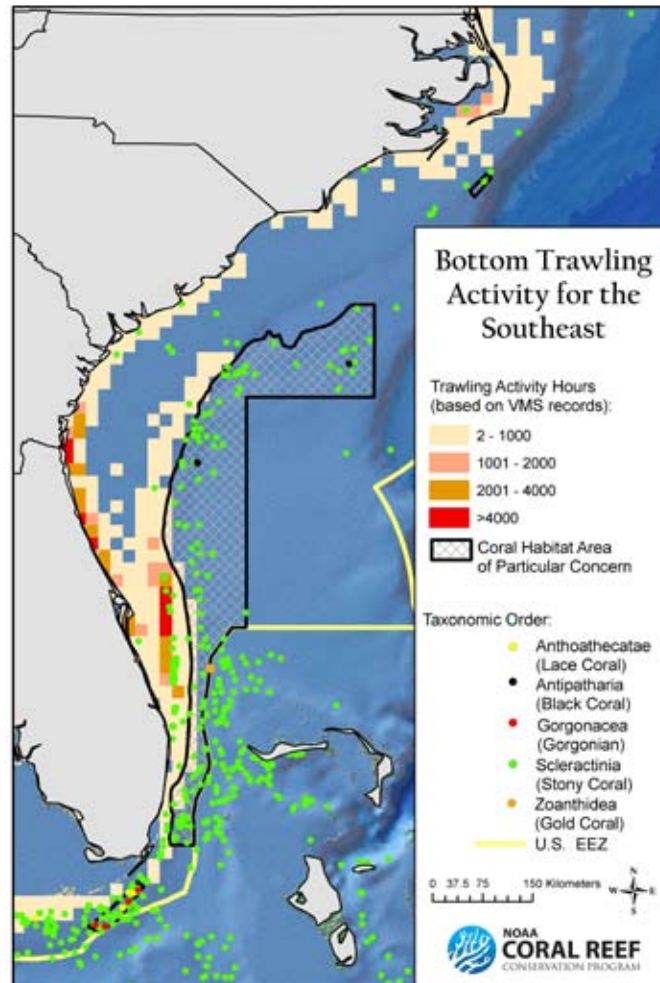 Bottom Trawling
Activity for the
Southeast
Trawling Activity Hours
(based on VMS records):
2 - 1000
1001 - 2000
2001 - 4000
>4000
Coral Habitat Area
of Particular Concern
Taxonomic Order:
Anthoathecatae
(Lace Coral)
Antipatharia
(Black Coral)
Gorgonacea
(Gorgonian)
Scleractinia
(Stony Coral)
Zoanthidea
(Gold Coral)
U.S. EEZ
0 37.5 75 150 Kilometers
N
W E
S
NOAA
CORAL REEF
CONSERVATION PROGRAM